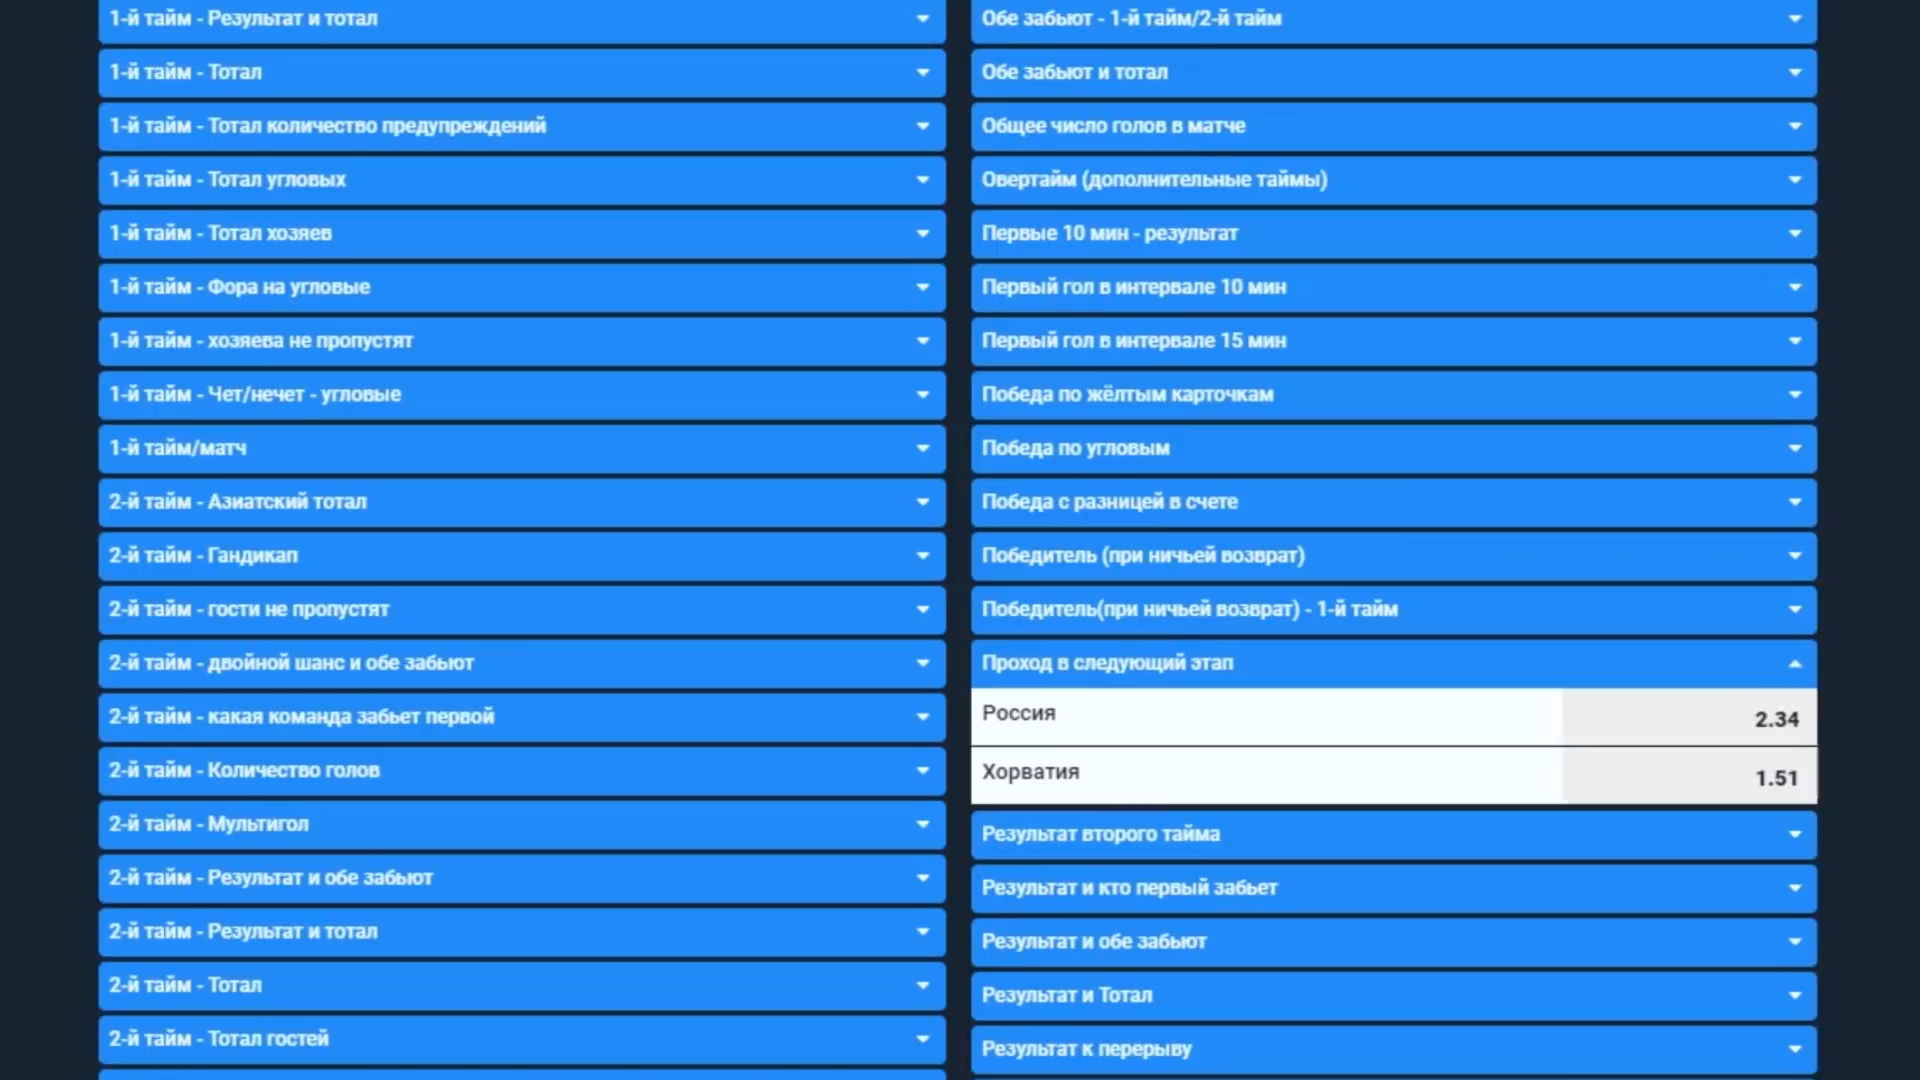 1-й тайм - Результат и тотал
1-й тайм - Тотал
1-й тайм - Тотал количество предупреждений
1-й тайм - Тотал угловых
1-й тайм - Тотал хозяев
1-й тайм - Фора на угловые
1-й тайм - хозяева не пропустят
1-й тайм - Чет/нечет - угловые
1-й тайм/матч
2-й тайм - Азиатский тотал
2-й тайм - Гандикап
2-й тайм - гости не пропустят
2-й тайм - двойной шанс и обе забьют
2-й тайм - какая команда забьет первой
2-й тайм - Количество голов
2-й тайм - Мультигол
2-й тайм - Результат и обе забьют
2-й тайм - Результат и тотал
2-й тайм - Тотал
2-й тайм - Тотал гостей
Обе забьют - 1-й тайм/2-й тайм
Обе забьют и тотал
Общее число голов в матче
Овертайм (дополнительные таймы)
Первые 10 мин - результат
Первый гол в интервале 10 мин
Первый гол в интервале 15 мин
Победа по жёлтым карточкам
Победа по угловым
Победа с разницей в счете
Победитель (при ничьей возврат)
Победитель(при ничьей возврат) - 1-й тайм
Проход в следующий этап
Россия 2.34
Хорватия 1.51
Результат второго тайма
Результат и кто первый забьет
Результат и обе забьют
Результат и Тотал
Результат к перерыву